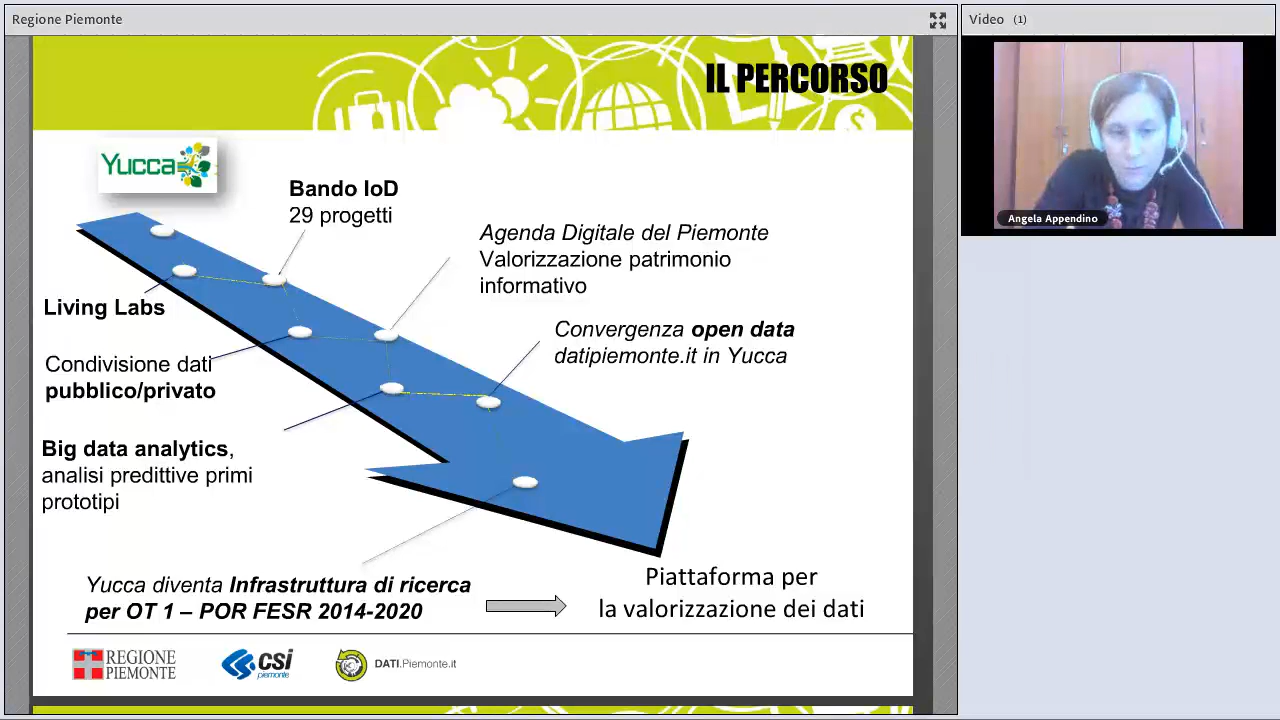 Regione Piemonte
Video (1)
Angela Appendino
IL PERCORSO
Yucca
Bando IoD
29 progetti
Agenda Digitale del Piemonte
Valorizzazione patrimonio
informativo
Living Labs
Convergenza open data
datipiemonte.it in Yucca
Condivisione dati
pubblico/privato
Big data analytics,
analisi predittive primi
prototipi
Yucca diventa Infrastruttura di ricerca
per OT 1 – POR FESR 2014-2020
Piattaforma per
la valorizzazione dei dati
REGIONE
PIEMONTE
csi
piemonte
DATI.Piemonte.it